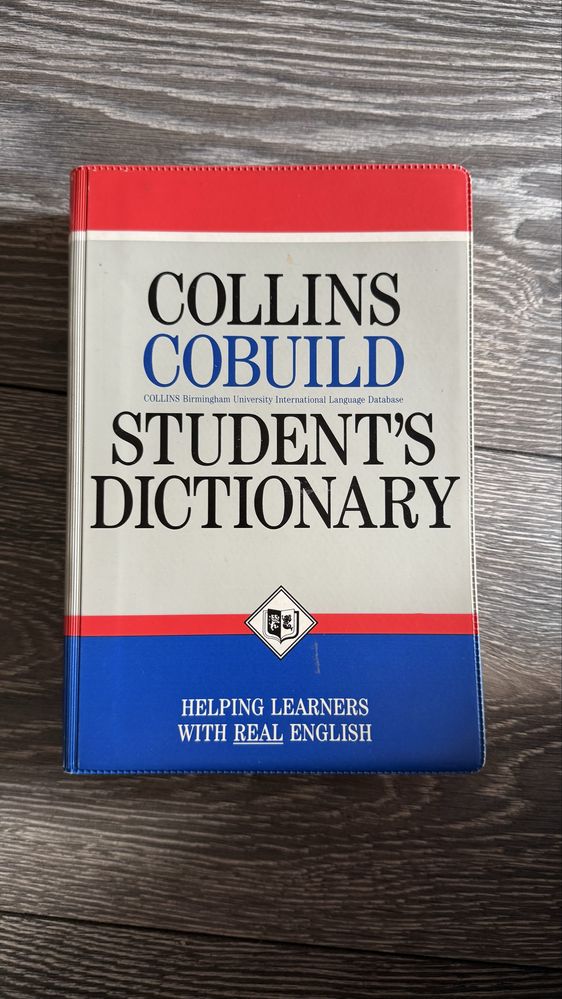 COLLINS
COBUILD
COLLINS Birmingham University International Language Database
STUDENT'S
DICTIONARY
HELPING LEARNERS
WITH REAL ENGLISH